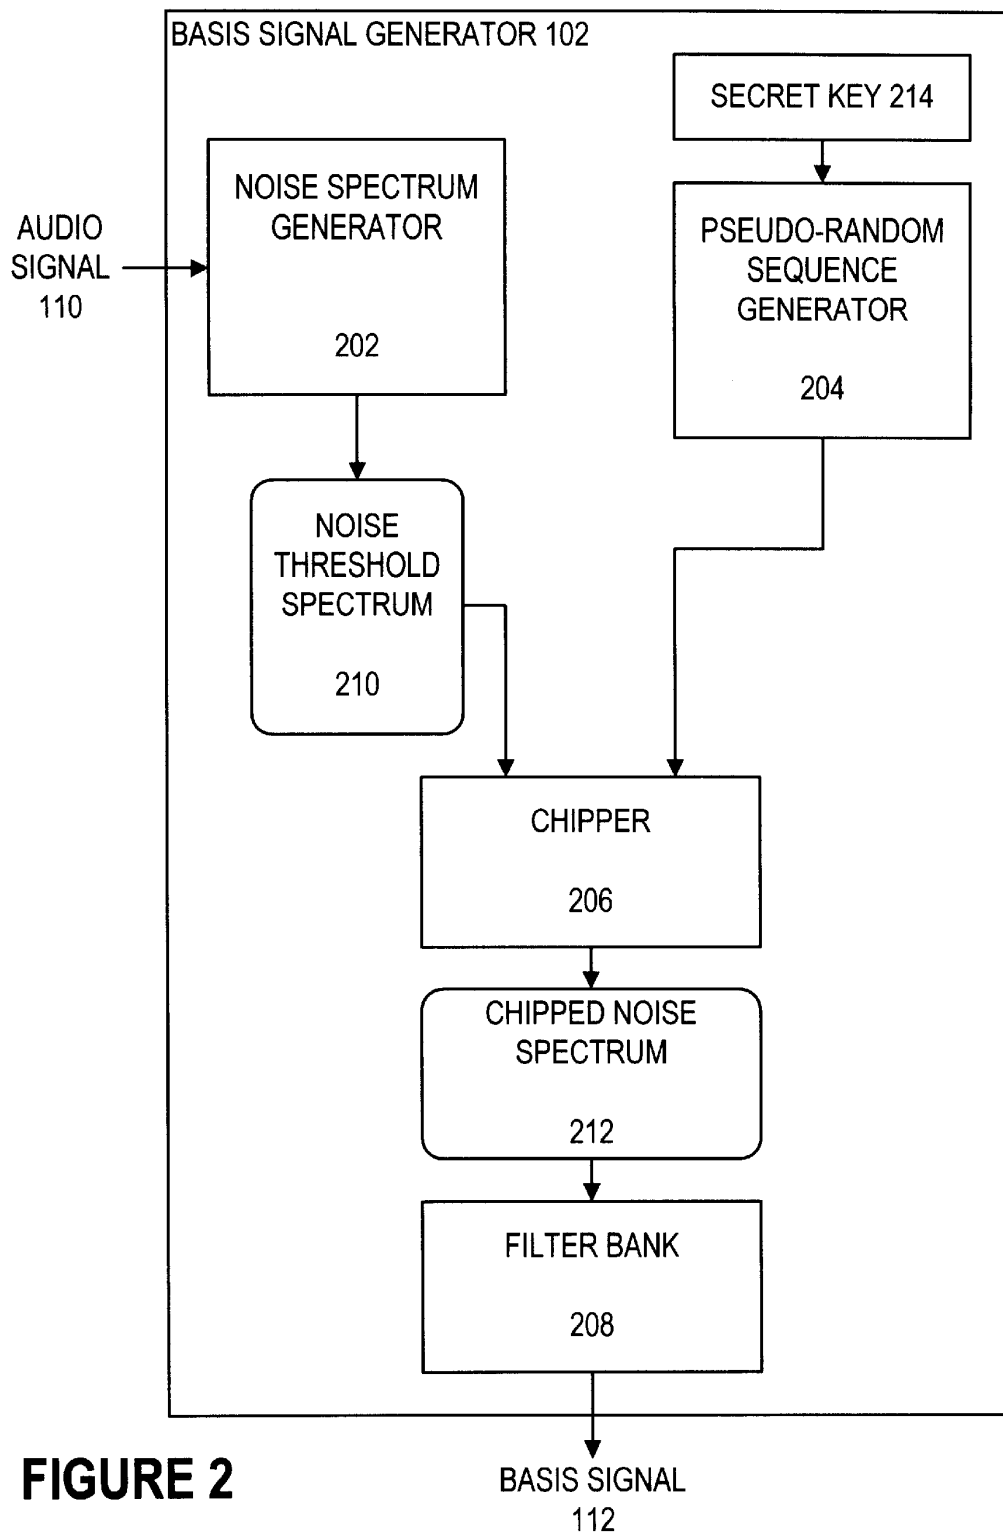 BASIS SIGNAL GENERATOR 102
SECRET KEY 214
NOISE SPECTRUM
GENERATOR
202
AUDIO
SIGNAL
110
PSEUDO-RANDOM
SEQUENCE
GENERATOR
204
NOISE
THRESHOLD
SPECTRUM
210
CHIPPER
206
CHIPPED NOISE
SPECTRUM
212
FILTER BANK
208
FIGURE 2
BASIS SIGNAL
112